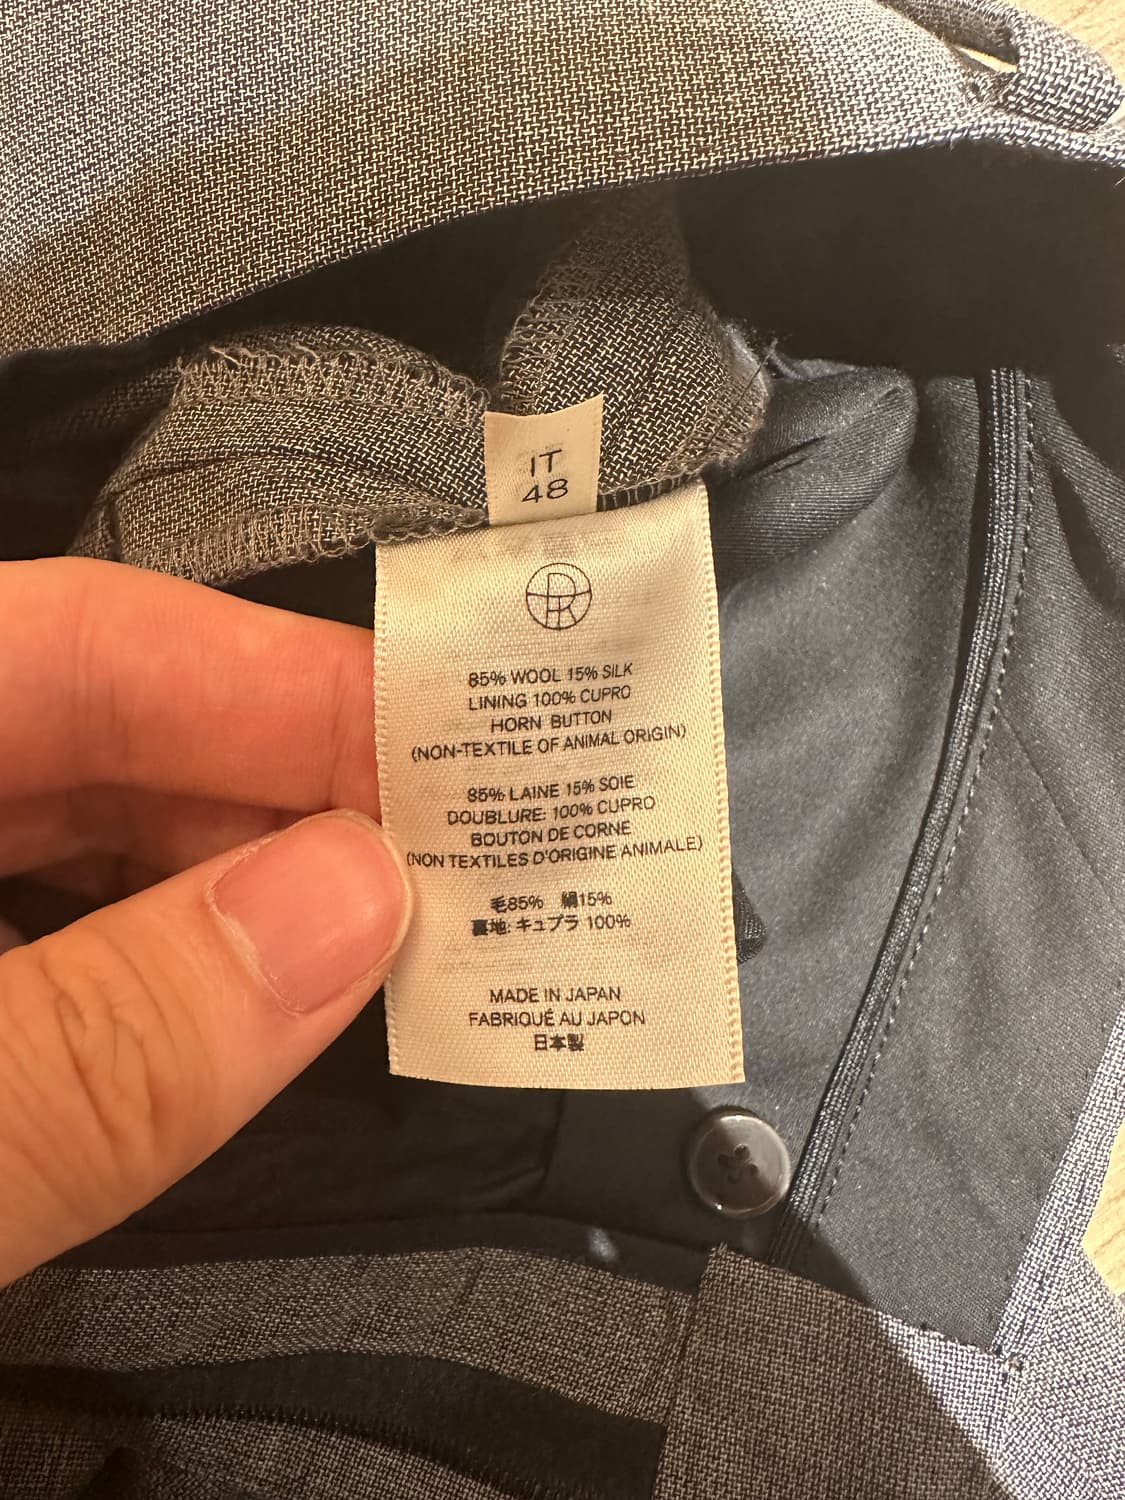 IT
48
85% WOOL 15% SILK
LINING 100% CUPRO
HORN BUTTON
(NON-TEXTILE OF ANIMAL ORIGIN)
85% LAINE 15% SOIE
DOUBLURE: 100% CUPRO
BOUTON DE CORNE
(NON TEXTILES D'ORIGINE ANIMALE)
毛85% 絹15%
裏地: キュプラ 100%
MADE IN JAPAN
FABRIQUÉ AU JAPON
日本製